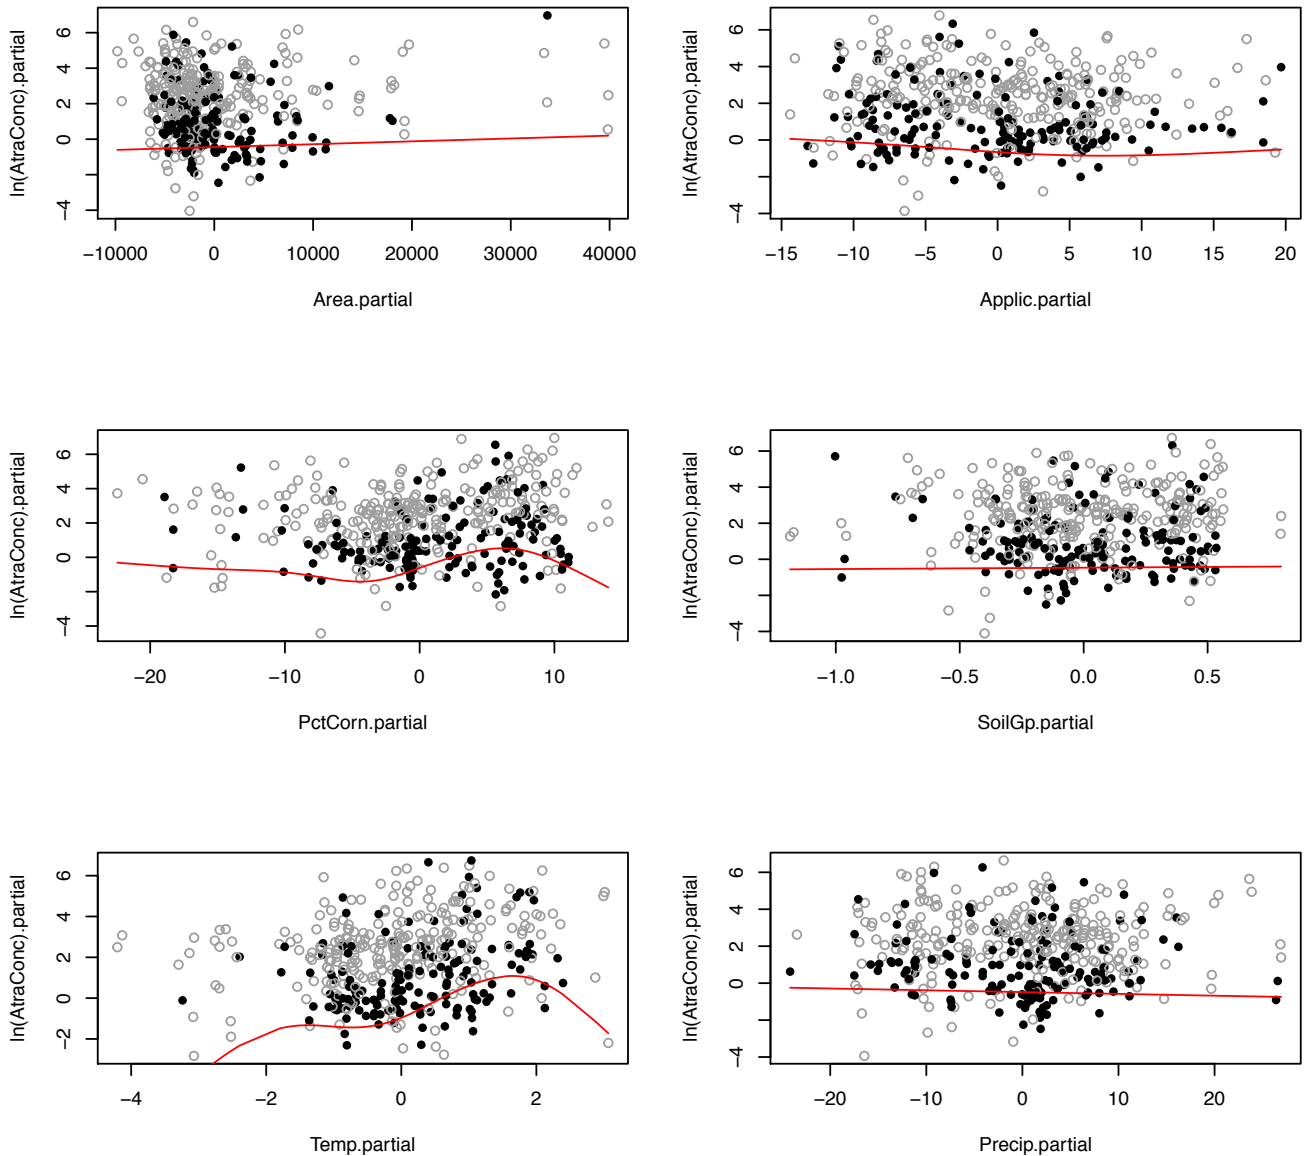 ln(AtraConc).partial
6
4
2
0
−4
−10000 0 10000 20000 30000 40000
Area.partial
ln(AtraConc).partial
6
4
2
0
−4
−15 −10 −5 0 5 10 15 20
Applic.partial
ln(AtraConc).partial
6
4
2
0
−4
−20 −10 0 10
PctCorn.partial
ln(AtraConc).partial
6
4
2
0
−4
−1.0 −0.5 0.0 0.5
SoilGp.partial
ln(AtraConc).partial
6
4
2
0
−2
−4 −2 0 2
Temp.partial
ln(AtraConc).partial
6
4
2
0
−4
−20 −10 0 10 20
Precip.partial